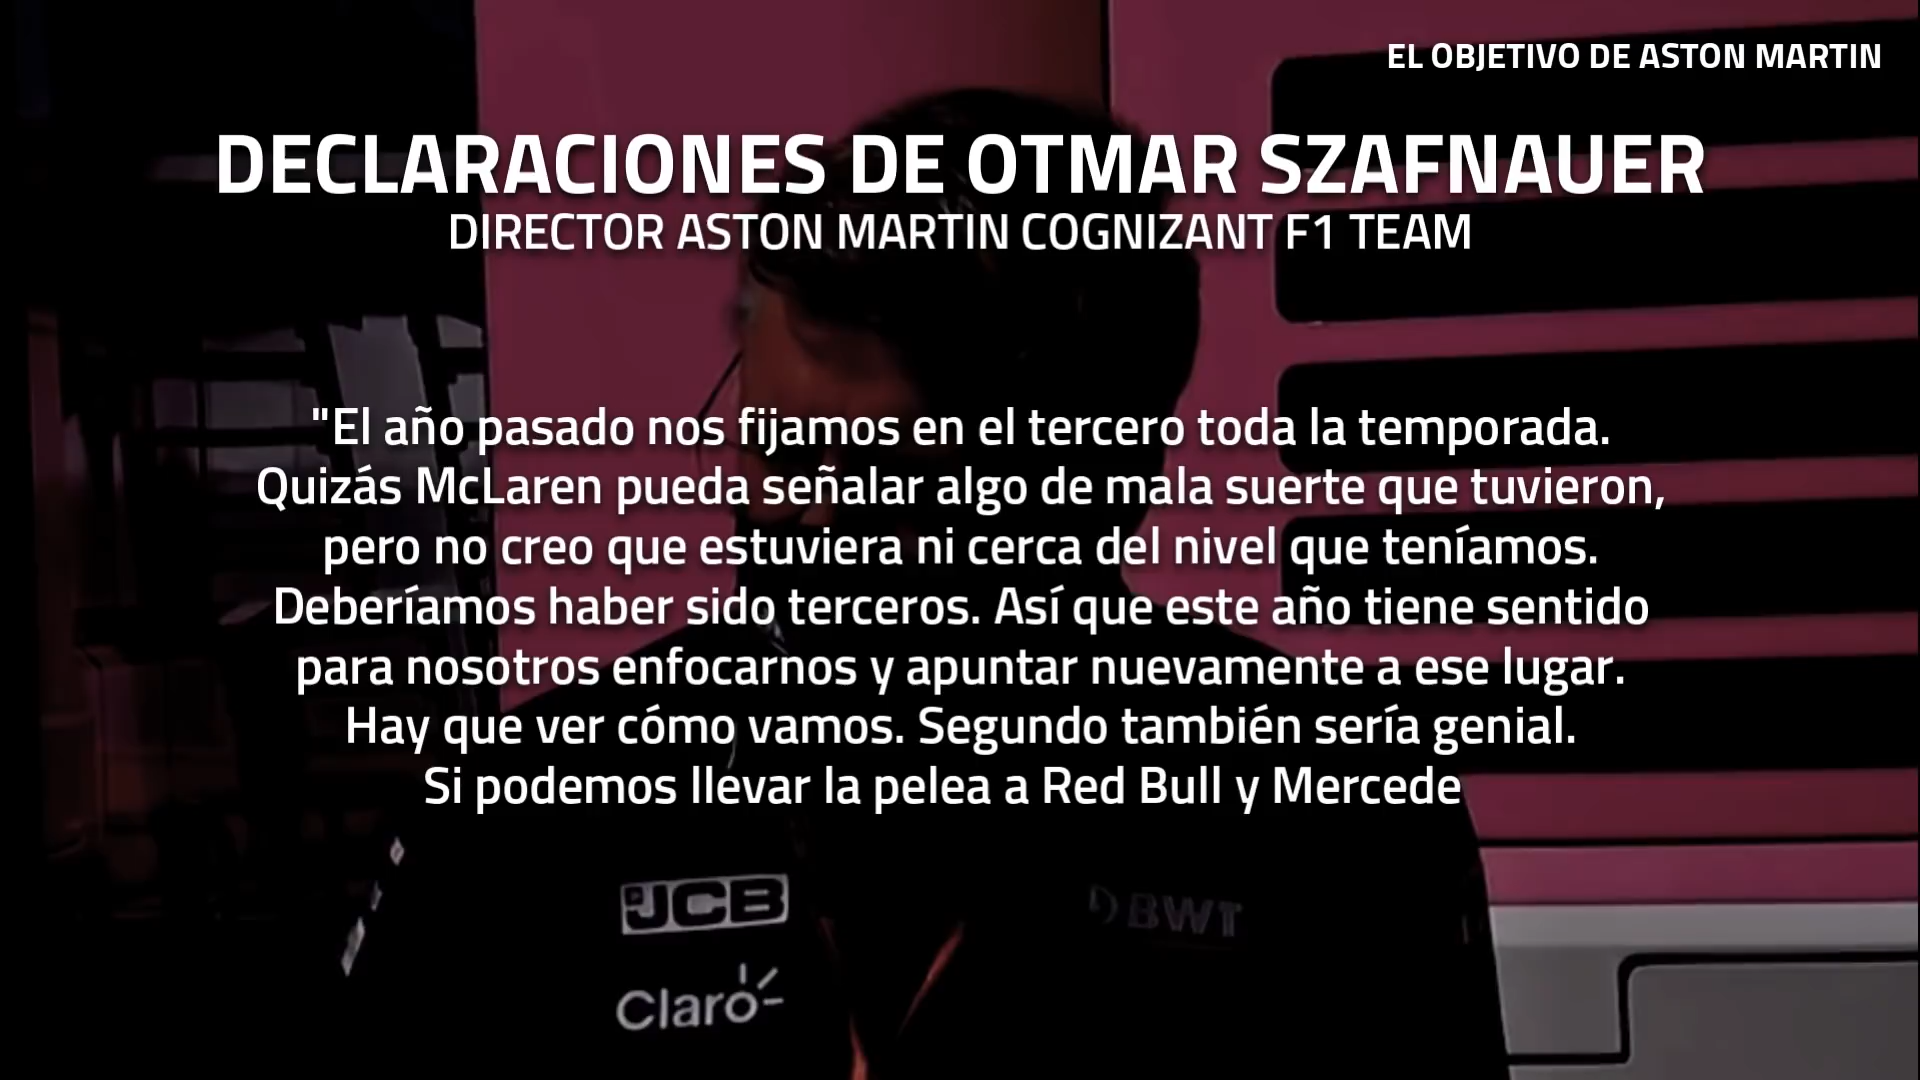 EL OBJETIVO DE ASTON MARTIN
DECLARACIONES DE OTMAR SZAFNAUER
DIRECTOR ASTON MARTIN COGNIZANT F1 TEAM
"El año pasado nos fijamos en el tercero toda la temporada.
Quizás McLaren pueda señalar algo de mala suerte que tuvieron,
pero no creo que estuviera ni cerca del nivel que teníamos.
Deberíamos haber sido terceros. Así que este año tiene sentido
para nosotros enfocarnos y apuntar nuevamente a ese lugar.
Hay que ver cómo vamos. Segundo también sería genial.
Si podemos llevar la pelea a Red Bull y Mercede
JCB
BWT
Claro